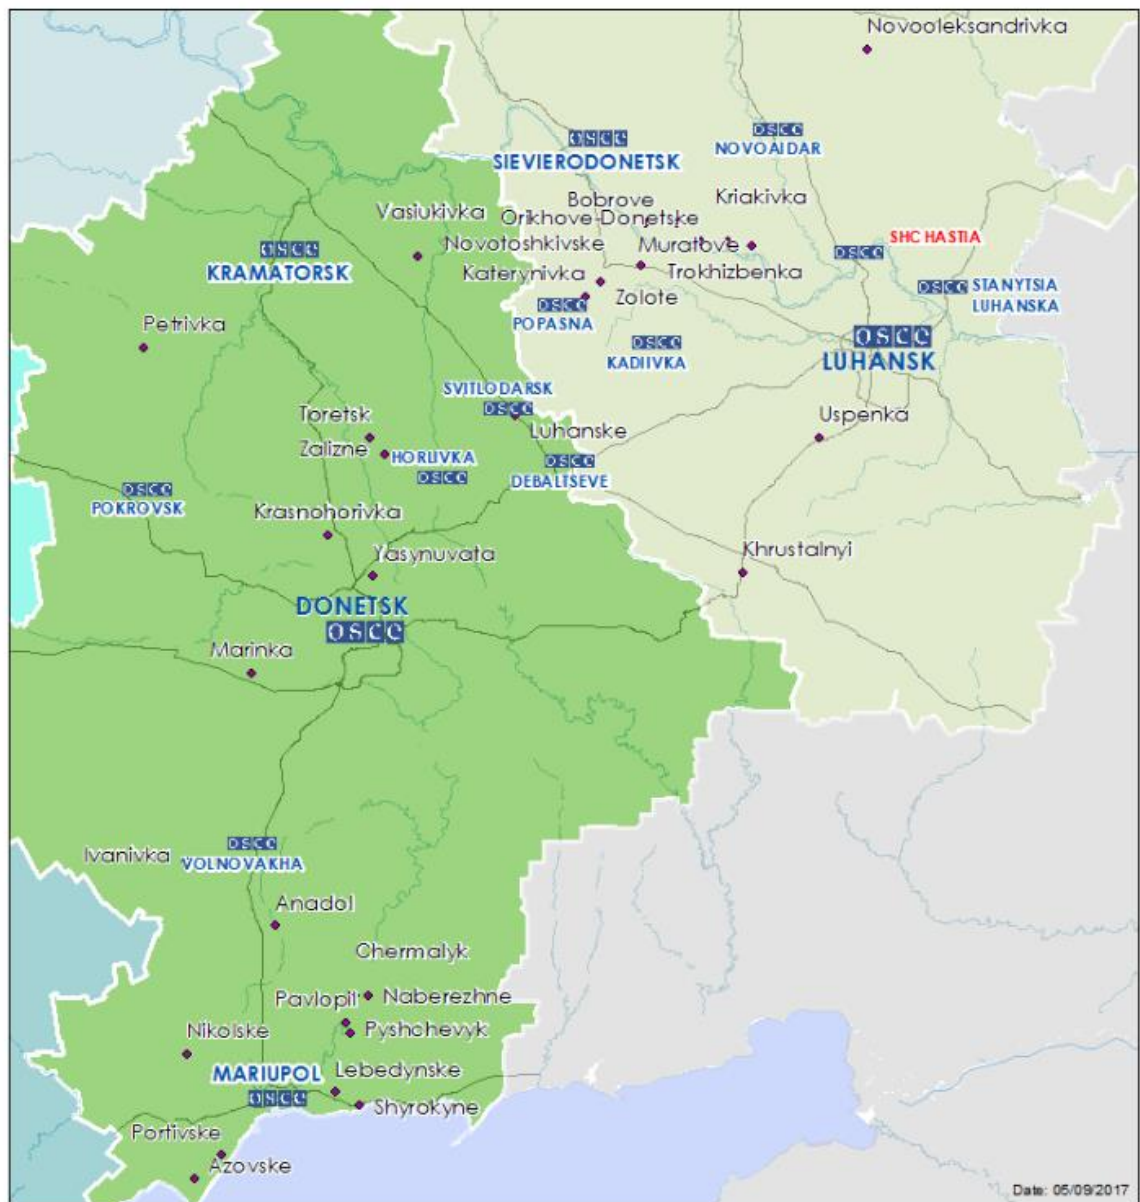 Novooleksandrivka
OSCE
SIEVIERODONETSK
OSCE
NOVOAIDAR
Bobrove
Kriakivka
Vasiukivka
Orikhove-Donetske
SHCHASTIA
OSCE
KRAMATORSK
Novotoshkivske
Muratove
OSCE
Katerynivka
Trokhizbenka
OSCE
STANYTSIA
LUHANSKA
Zolote
OSCE
POPASNA
Petrivka
OSCE
KADIIVKA
OSCE
LUHANSK
SVITLODARSK
OSCE
Toretsk
Luhanske
Uspenka
Zalizne
HORLIVKA
OSCE
OSCE
DEBALTSEVE
OSCE
POKROVSK
Krasnohorivka
Yasynuvata
Khrustalnyi
DONETSK
OSCE
Marinka
OSCE
VOLNOVAKHA
Ivanivka
Anadol
Chermalyk
Pavlopil
Naberezhne
Nikolske
Pyshchevyk
MARIUPOL
OSCE
Lebedynske
Shyrokyne
Portivske
Azovske
Date: 05/09/2017